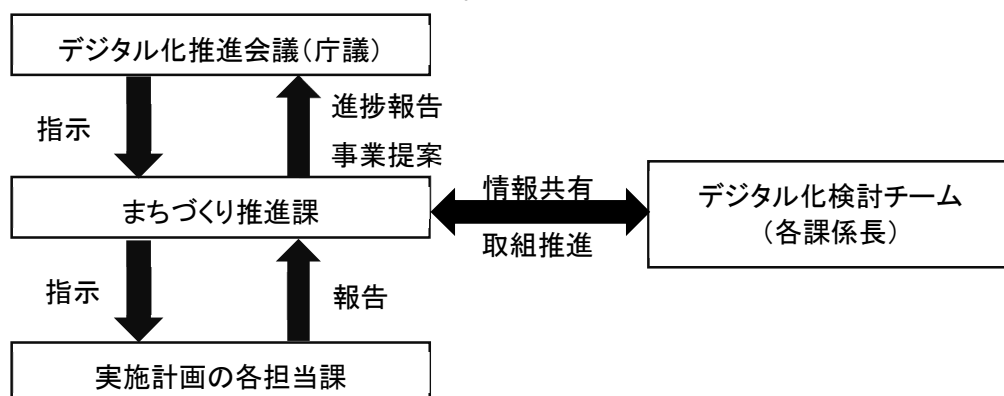 デジタル化推進会議（庁議）
指示
進捗報告
事業提案
まちづくり推進課
情報共有
取組推進
デジタル化検討チーム
（各課係長）
指示
報告
実施計画の各担当課